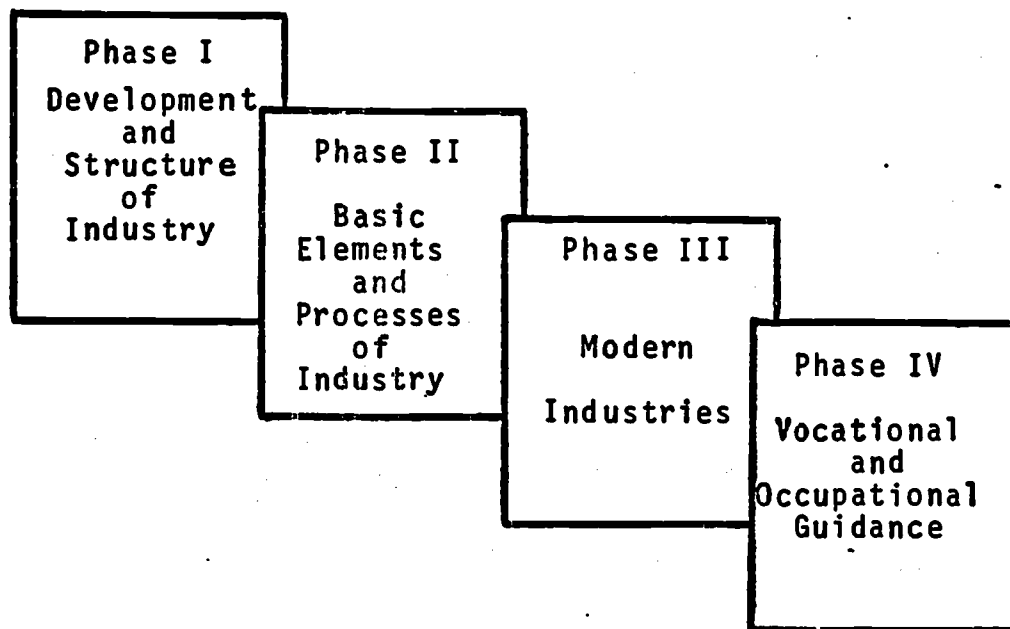 Phase I
Development
and
Structure
of
Industry
Phase II
Basic
Elements
and
Processes
of
Industry
Phase III
Modern
Industries
Phase IV
Vocational
and
Occupational
Guidance